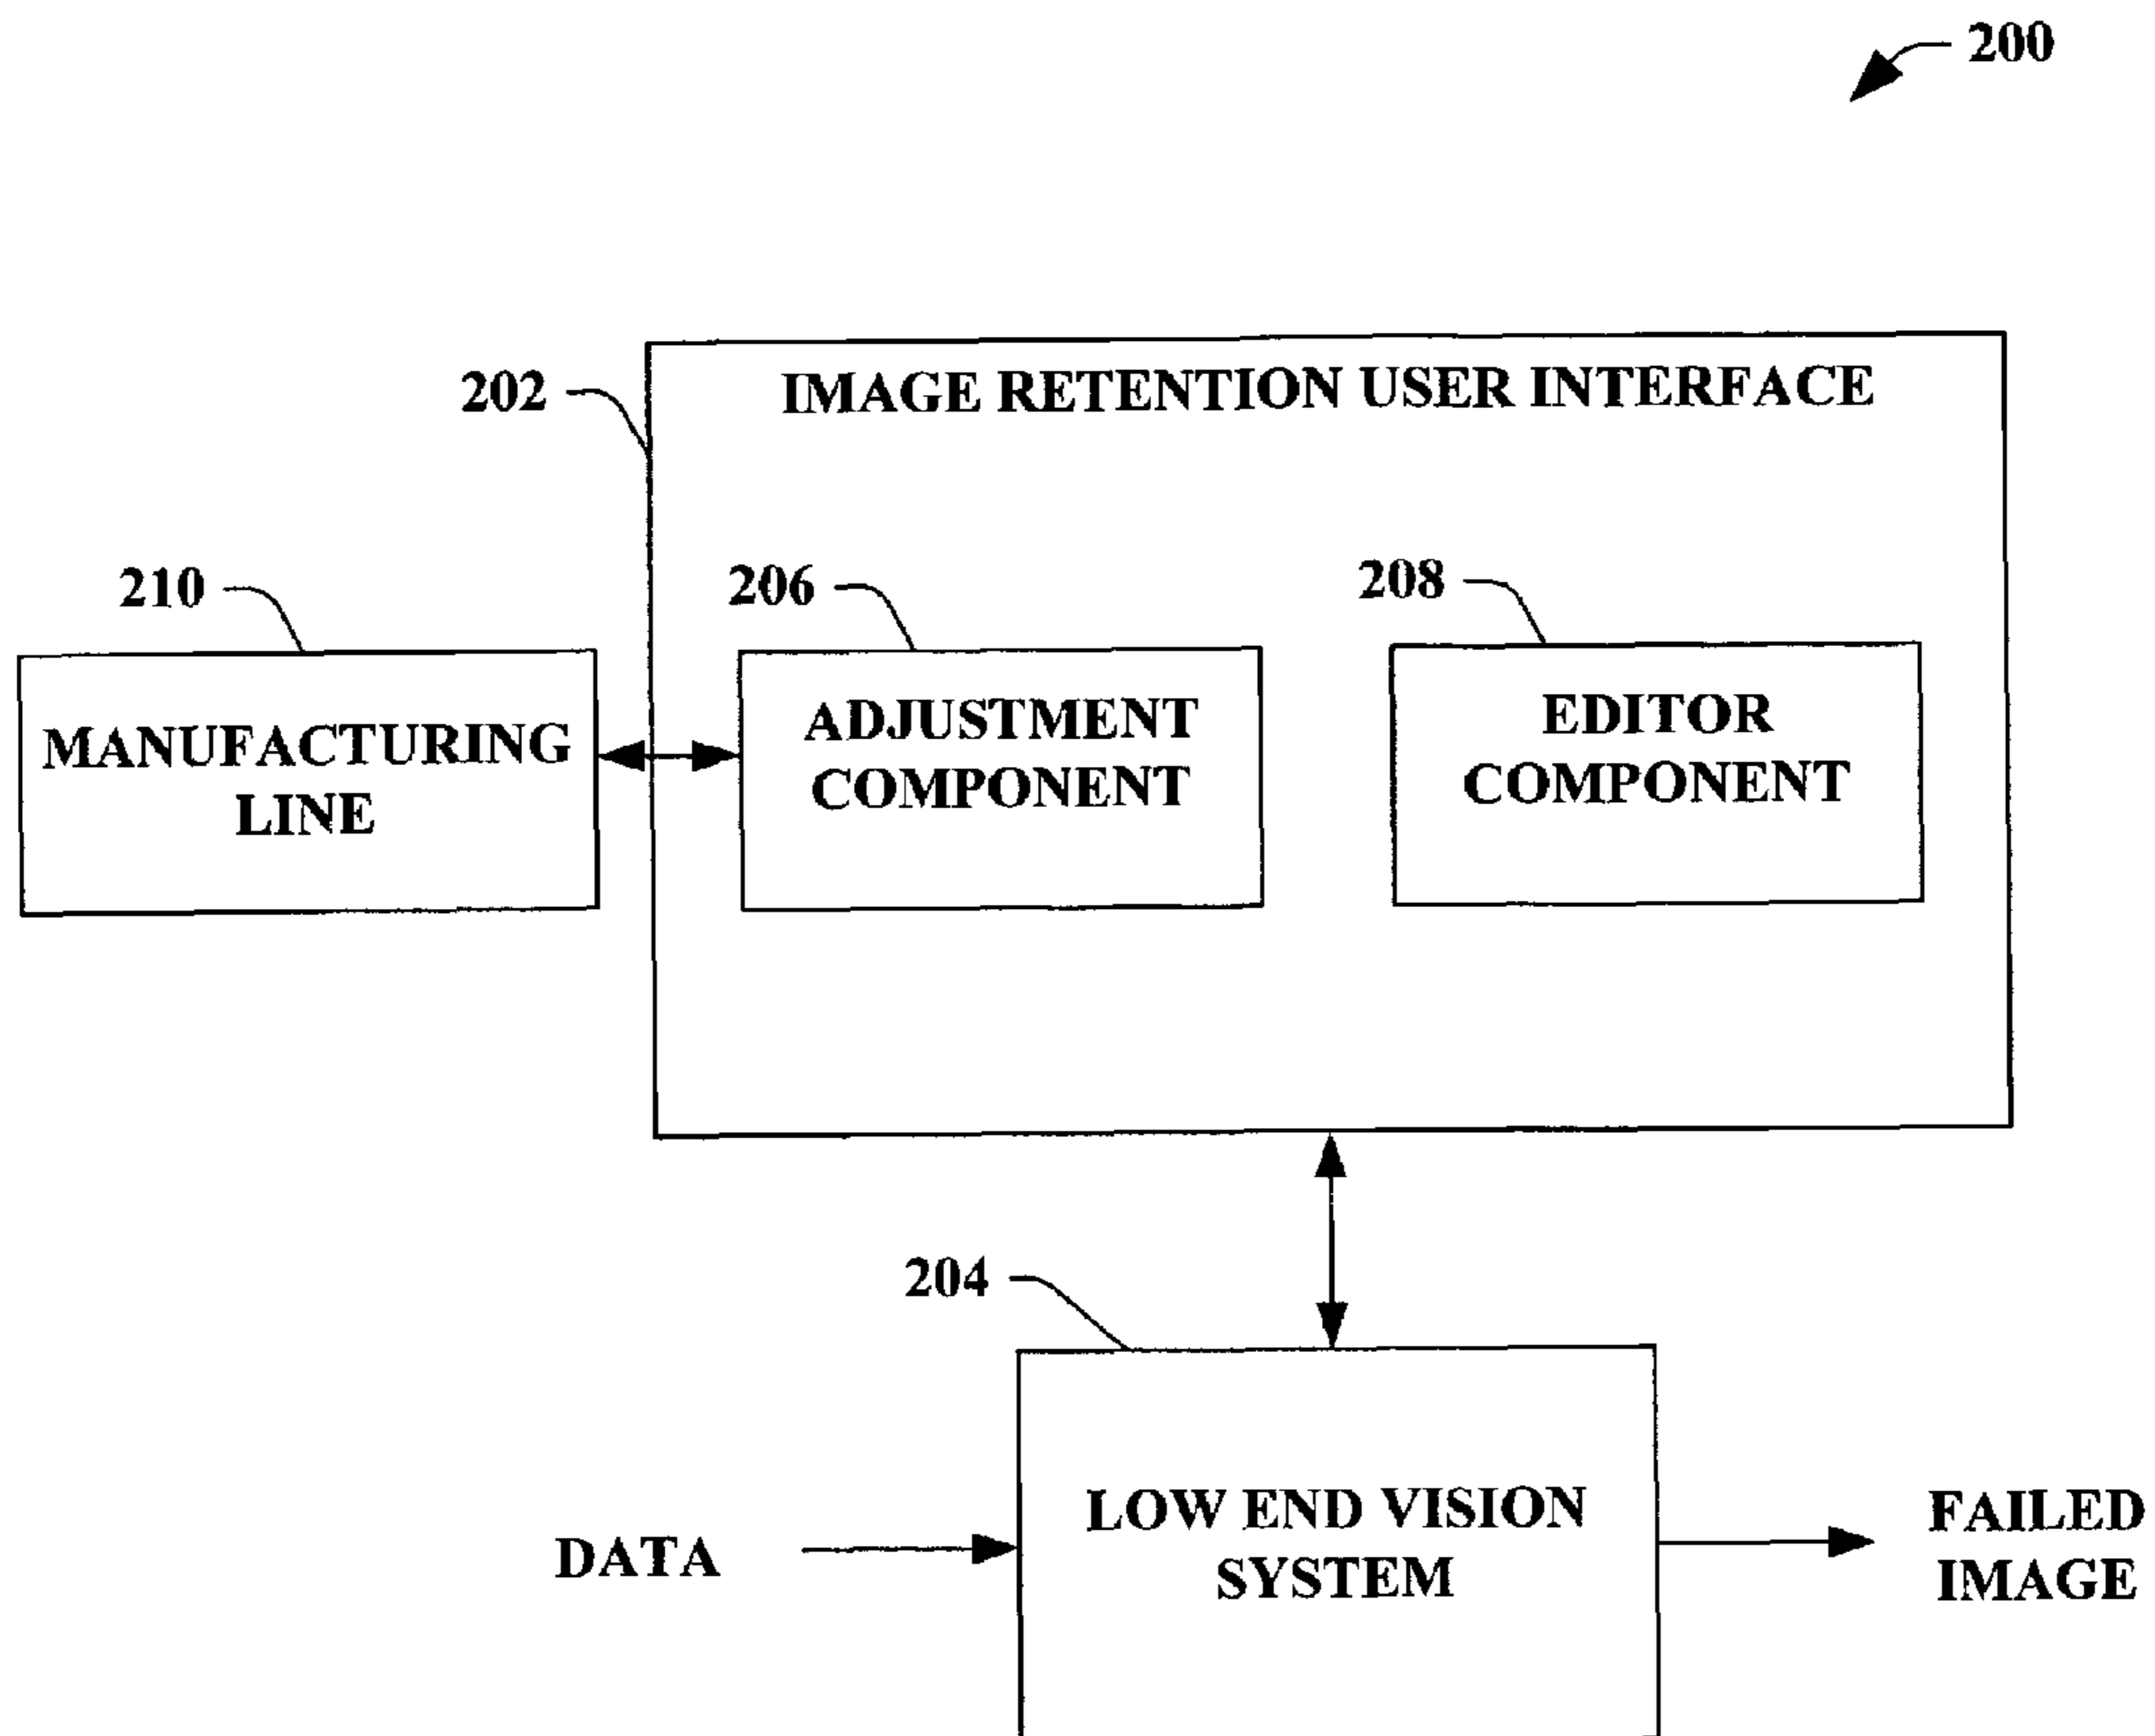 200
202
IMAGE RETENTION USER INTERFACE
210
206
208
MANUFACTURING
LINE
ADJUSTMENT
COMPONENT
EDITOR
COMPONENT
204
DATA
LOW END VISION
SYSTEM
FAILED
IMAGE